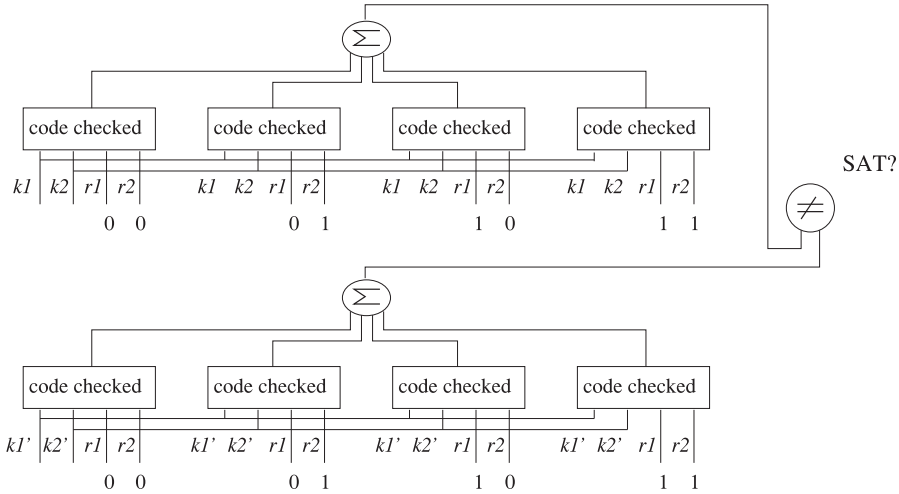 Σ
code checked code checked code checked code checked
SAT?
k1 k2 r1 r2 k1 k2 r1 r2 k1 k2 r1 r2 k1 k2 r1 r2
≠
0 0 0 1 1 0 1 1
Σ
code checked code checked code checked code checked
k1' k2' r1 r2 k1' k2' r1 r2 k1' k2' r1 r2 k1' k2' r1 r2
0 0 0 1 1 0 1 1